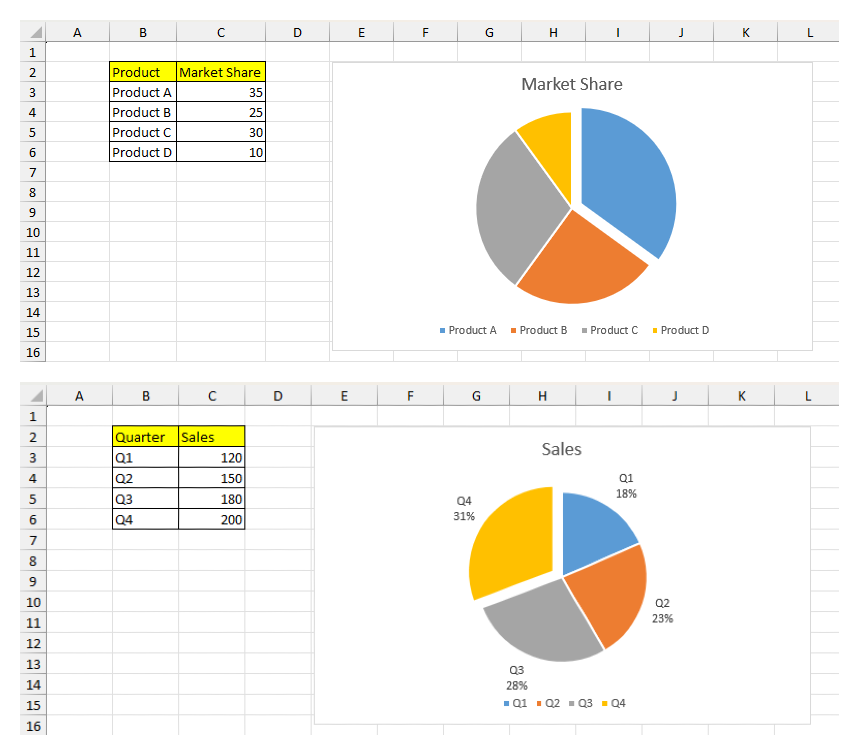 A B C D E F G H I J K L
1
2 Product Market Share
3 Product A 35
4 Product B 25
5 Product C 30
6 Product D 10
7
8
9
10
11
12
13
14
15
16
Market Share
Product A Product B Product C Product D
A B C D E F G H I J K L
1
2 Quarter Sales
3 Q1 120
4 Q2 150
5 Q3 180
6 Q4 200
7
8
9
10
11
12
13
14
15
16
Sales
Q1
18%
Q4
31%
Q2
23%
Q3
28%
Q1 Q2 Q3 Q4